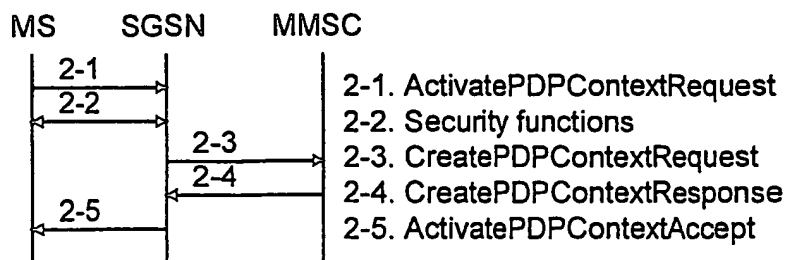 MS SGSN MMSC
2-1 2-1. ActivatePDPContextRequest
2-2 2-2. Security functions
2-3 2-3. CreatePDPContextRequest
2-4 2-4. CreatePDPContextResponse
2-5 2-5. ActivatePDPContextAccept